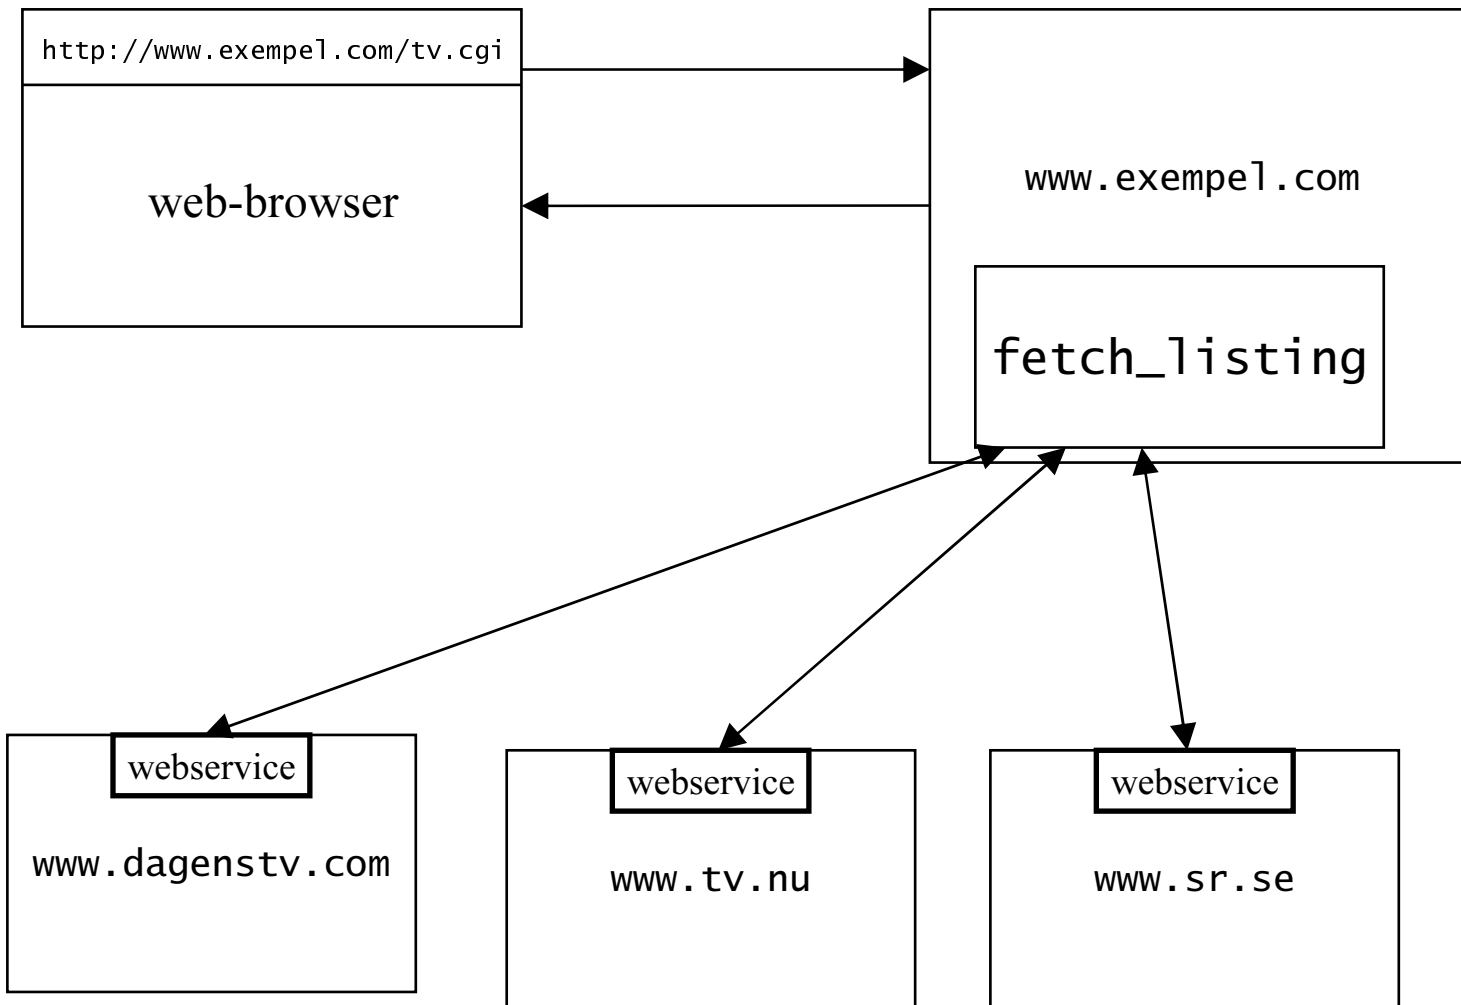 http://www.exempel.com/tv.cgi
web-browser
www.exempel.com
fetch_listing
webservice
www.dagenstv.com
webservice
www.tv.nu
webservice
www.sr.se